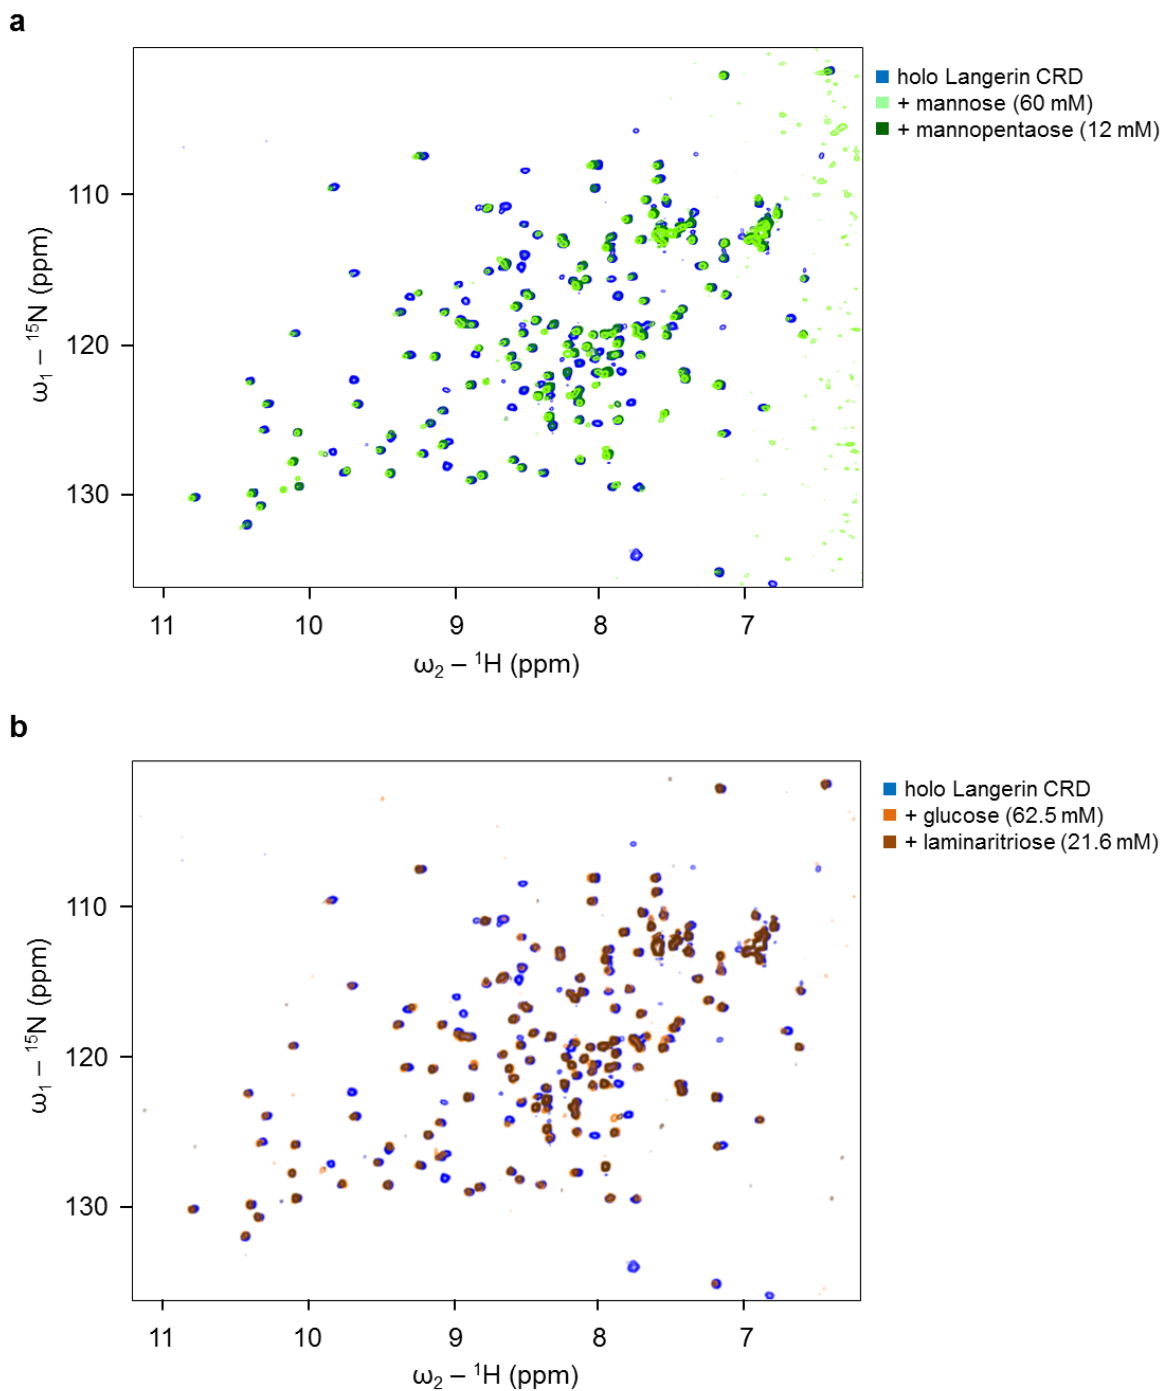 a
holo Langerin CRD
+ mannose (60 mM)
+ mannopentaose (12 mM)
110
120
130
ω1 – 15N (ppm)
11 10 9 8 7
ω2 – 1H (ppm)
b
holo Langerin CRD
+ glucose (62.5 mM)
+ laminaritriose (21.6 mM)
110
120
130
ω1 – 15N (ppm)
11 10 9 8 7
ω2 – 1H (ppm)